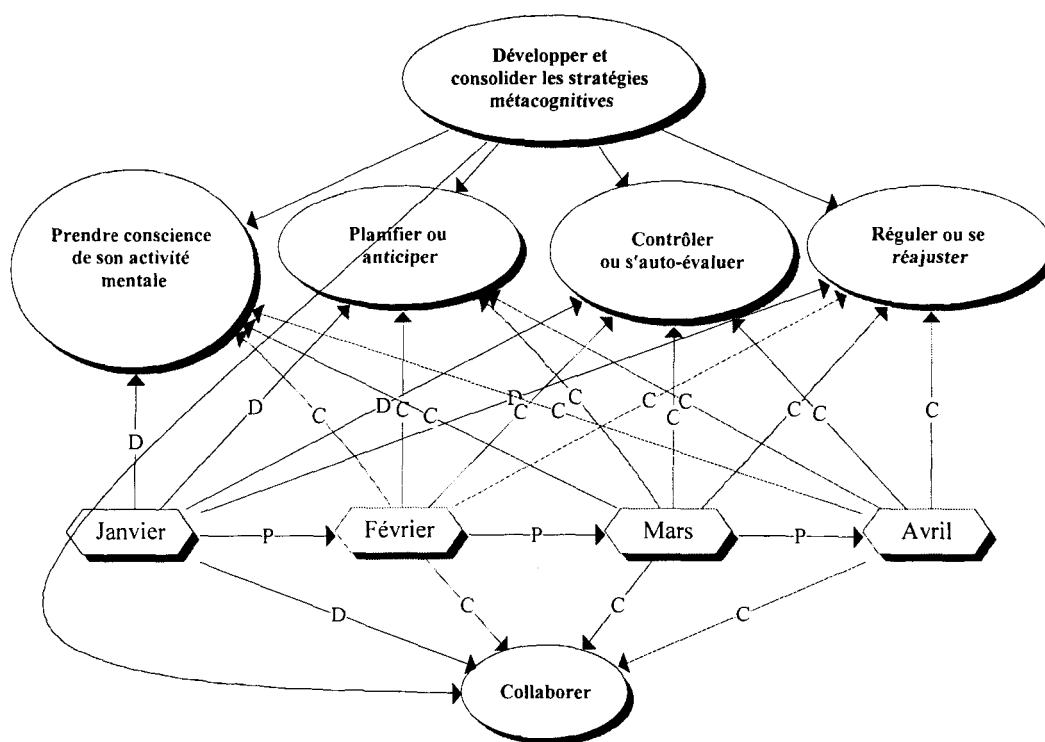 Développer et
consolider les stratégies
métacognitives
Prendre conscience
de son activité
mentale
Planifier ou
anticiper
Contrôler
ou s'auto-évaluer
Réguler ou se
réajuster
D
D
C
C
C
D
C
C
D
C
C
C
C
C
C
C
Janvier
P
Février
P
Mars
P
Avril
D
C
C
C
Collaborer